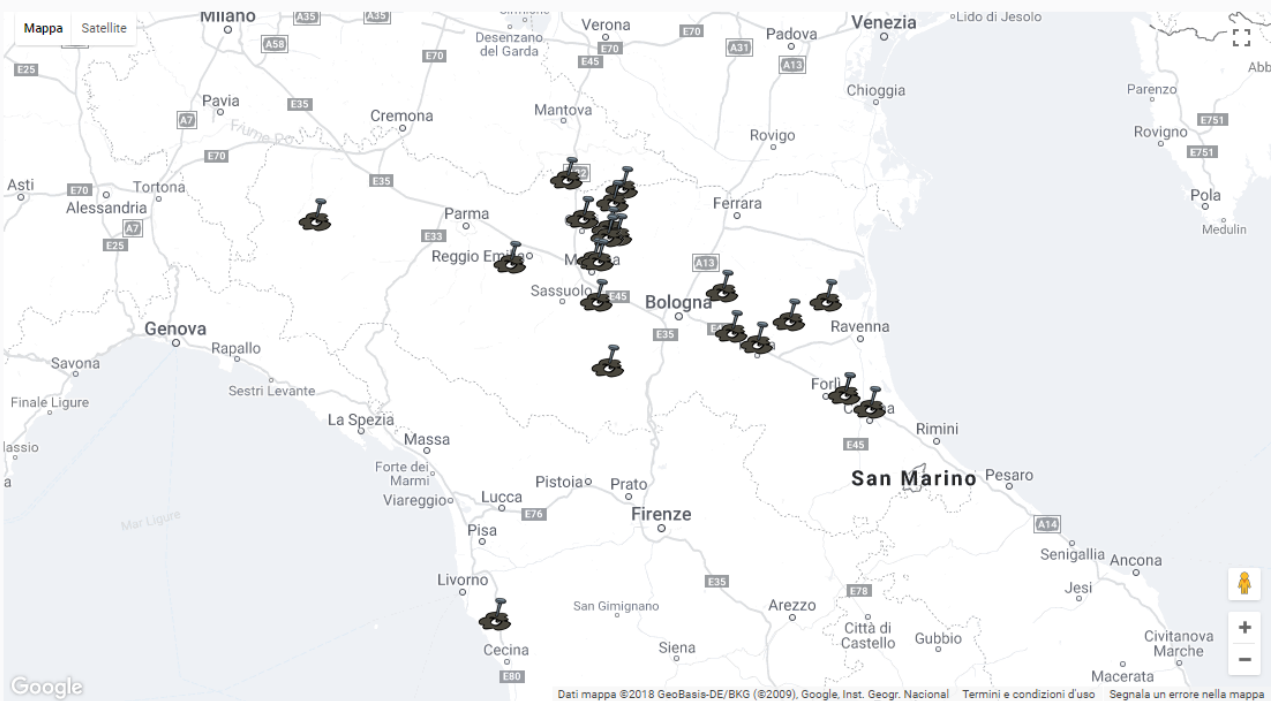 Mappa
Satellite
Milano
A35
A35
Sirmione
Desenzano
del Garda
Verona
E70
Padova
A31
E70
Venezia
Lido di Jesolo
A58
E70
E45
A13
E25
Pavia
A7
E35
Fiume Po
Cremona
Mantova
Chioggia
Rovigo
Parenzo
Rovigno
E751
E751
Pola
Medulin
Asti
E70
Tortona
Alessandria
E70
A7
E25
E35
Parma
E33
Ferrara
Sassuolo
E45
A13
Bologna
E35
Ravenna
Genova
Rapallo
Savona
Sestri Levante
Finale Ligure
La Spezia
Massa
Forte dei
Marmi
Viareggio
Lucca
Pistoia
Prato
E76
Pisa
Firenze
Mar Ligure
Forlì
Rimini
E45
San Marino
Pesaro
A14
Senigallia
Ancona
Jesi
Livorno
Cecina
E80
San Gimignano
E35
Siena
Arezzo
E78
Città di
Castello
Gubbio
Civitanova
Marche
Macerata
Google
Dati mappa ©2018 GeoBasis-DE/BKG (©2009), Google, Inst. Geogr. Nacional
Termini e condizioni d'uso
Segnala un errore nella mappa